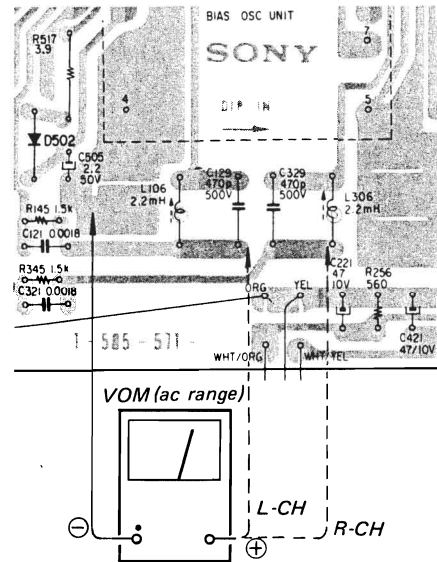 BIAS OSC UNIT
SONY
R517
3.9
7
4
5
DIP IN
D502
C505
2.2
50V
L106
2.2mH
C129
470p
500V
C329
470p
500V
L306
2.2mH
R145 1.5k
C121 0.0018
R345 1.5k
C321 0.0018
ORG
YEL
C221
47
10V
R256
560
C421
47/10V
1-585-571-
WHT/ORG
WHT/YEL
VOM (ac range)
L-CH
R-CH
⊖
⊕